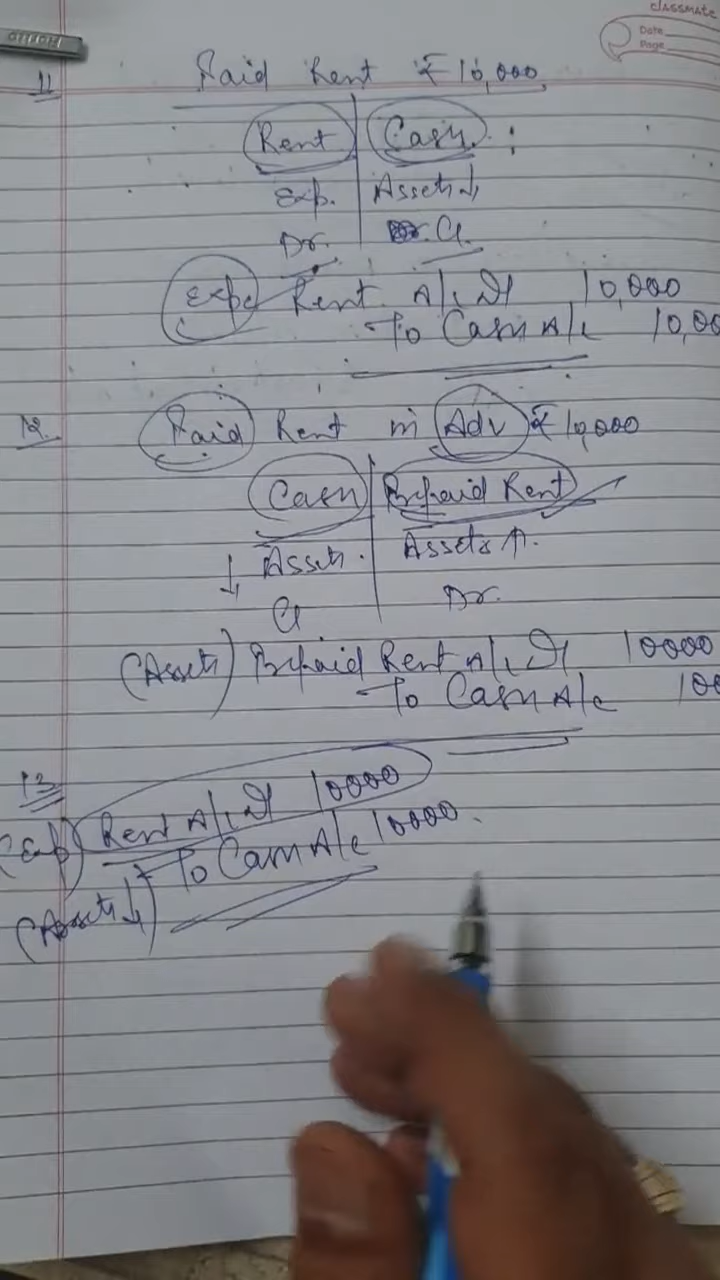 classmate
Date
Page
11 Paid Rent ₹ 10,000
Rent Cash :
Exp. Assets ↓
Dr. Cr.
Exp. Rent A/c Dr 10,000
To Cash A/c 10,00
12. Paid Rent in Adv ₹ 10,000
Cash Prepaid Rent
↓ Assets. Assets ↑.
Cr Dr.
(Assets) Prepaid Rent A/c Dr 10000
To Cash A/c 100
13
(Exp) Rent A/c Dr 10000
To Cash A/c 10000.
(Assets ↓)